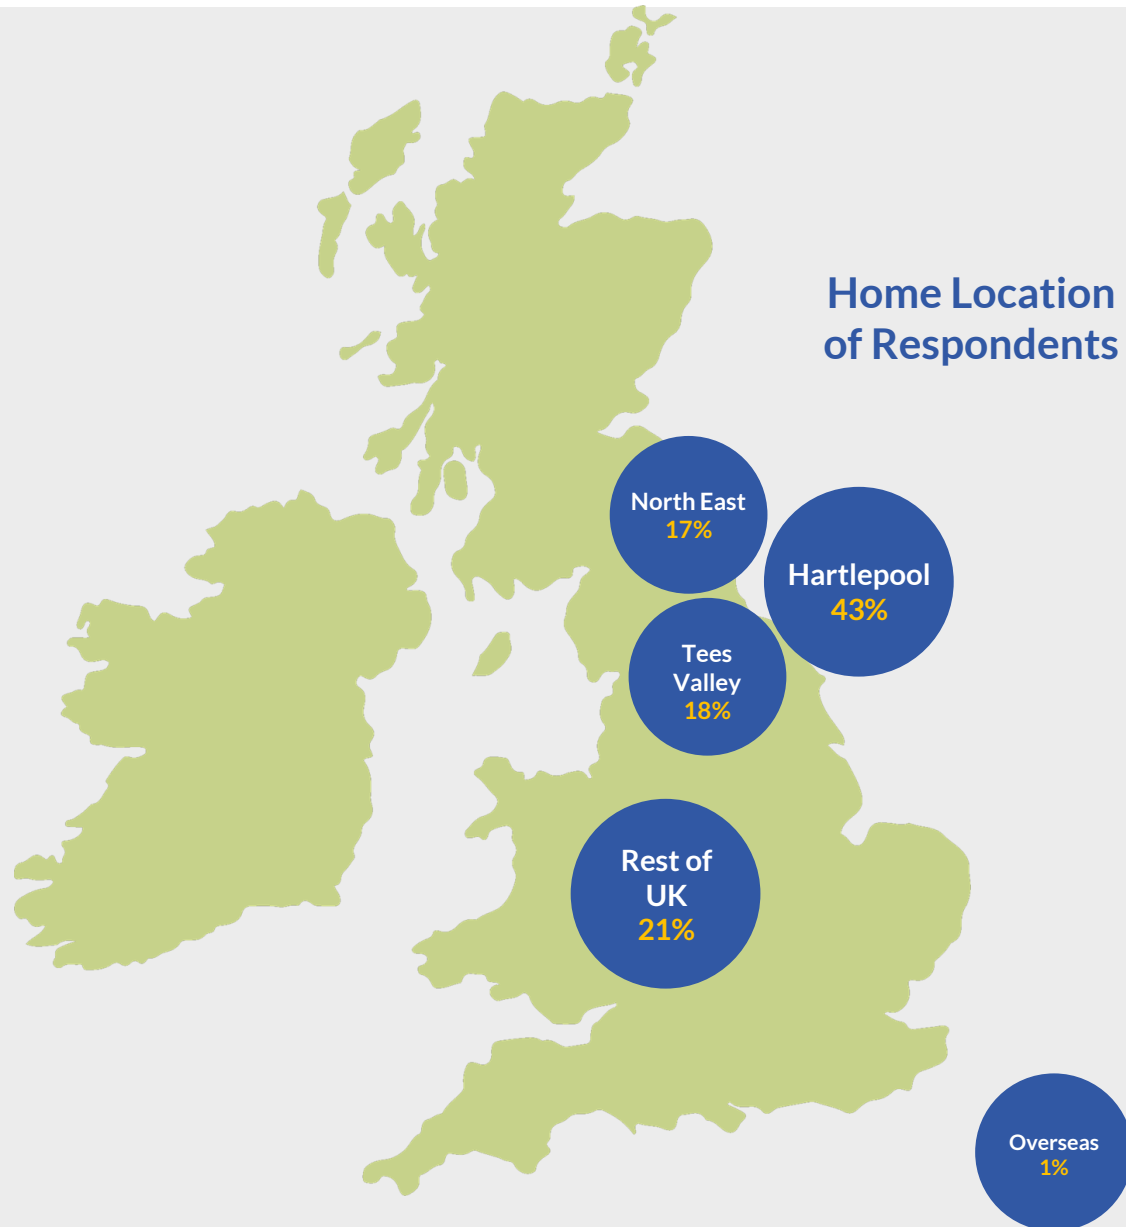 Home Location
of Respondents
North East
17%
Hartlepool
43%
Tees
Valley
18%
Rest of
UK
21%
Overseas
1%